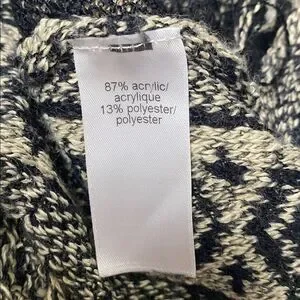 87% acrylic/
acrylique
13% polyester/
polyester